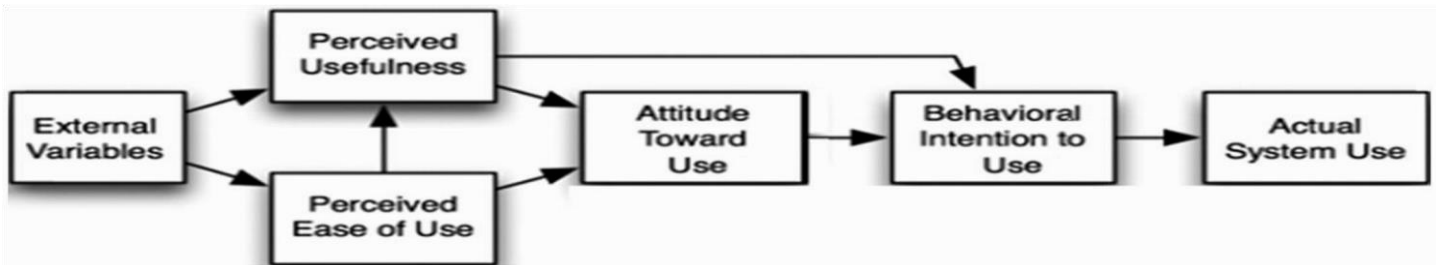 Perceived
Usefulness
External
Variables
Perceived
Ease of Use
Attitude
Toward
Use
Behavioral
Intention to
Use
Actual
System Use